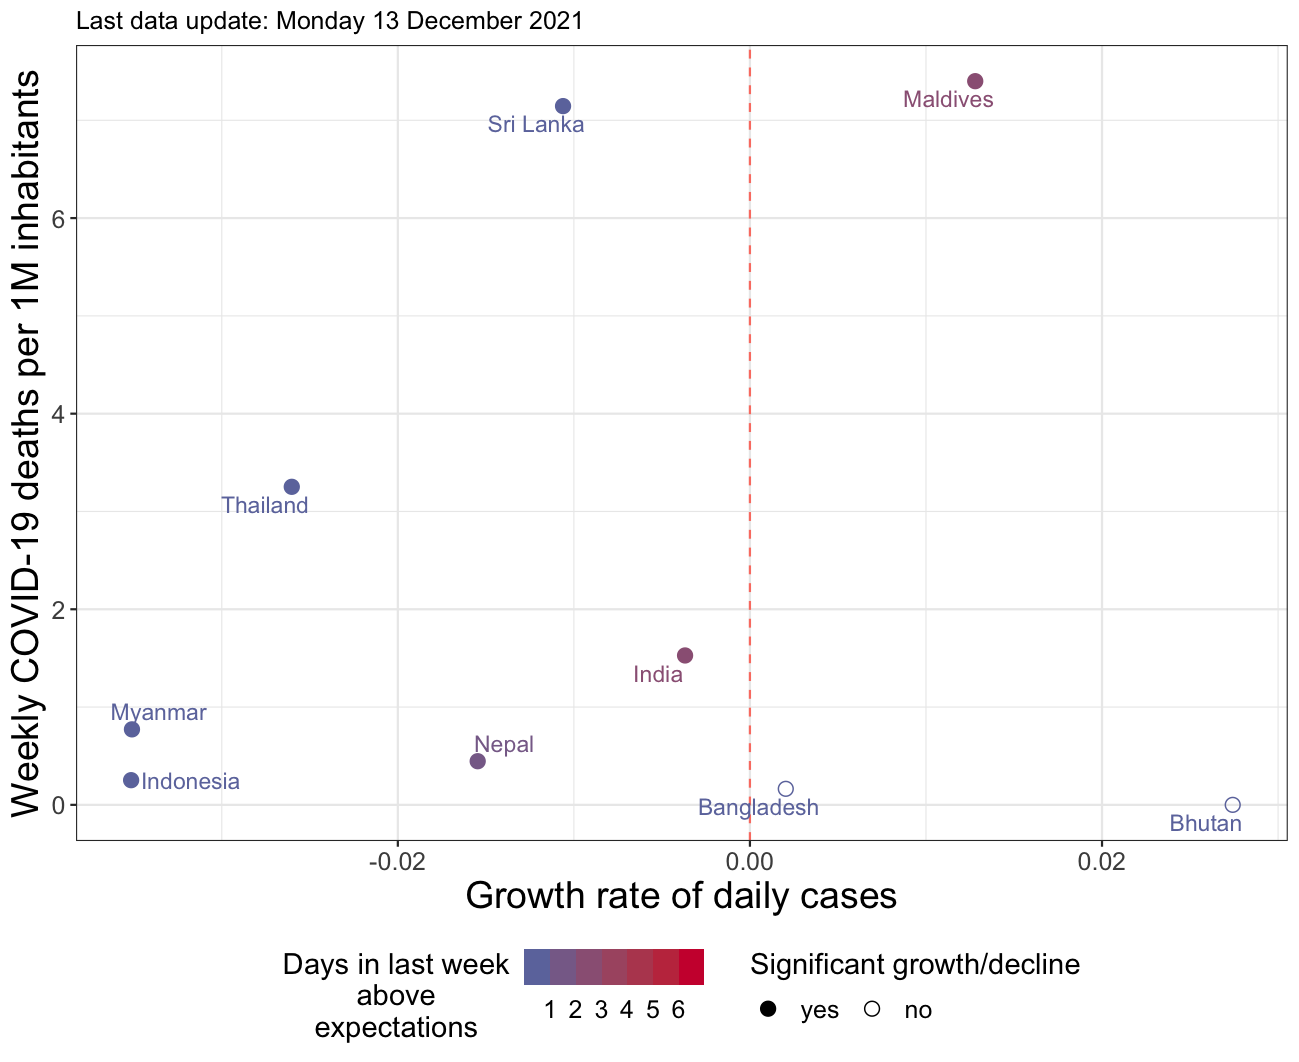 Last data update: Monday 13 December 2021
Weekly COVID-19 deaths per 1M inhabitants
6
4
2
0
Maldives
Sri Lanka
Thailand
India
Myanmar
Nepal
Indonesia
Bangladesh
Bhutan
-0.02
0.00
0.02
Growth rate of daily cases
Days in last week
above
expectations
1 2 3 4 5 6
Significant growth/decline
yes
no